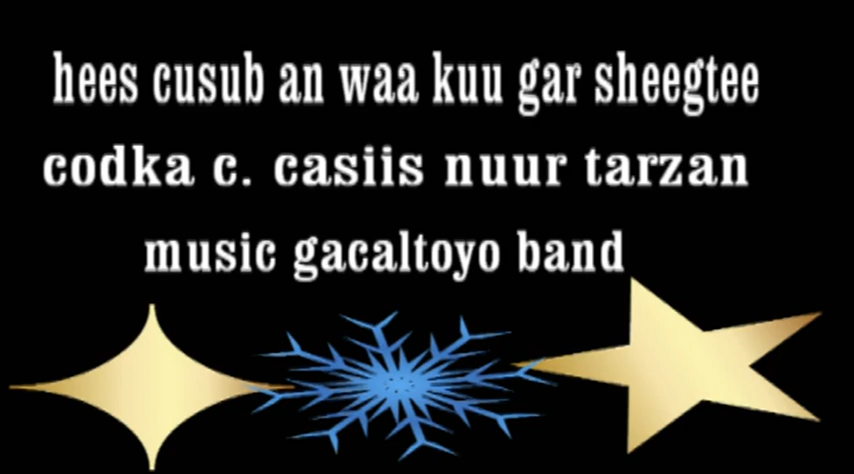 hees cusub an waa kuu gar sheegtee
codka c. casiis nuur tarzan
music gacaltoyo band